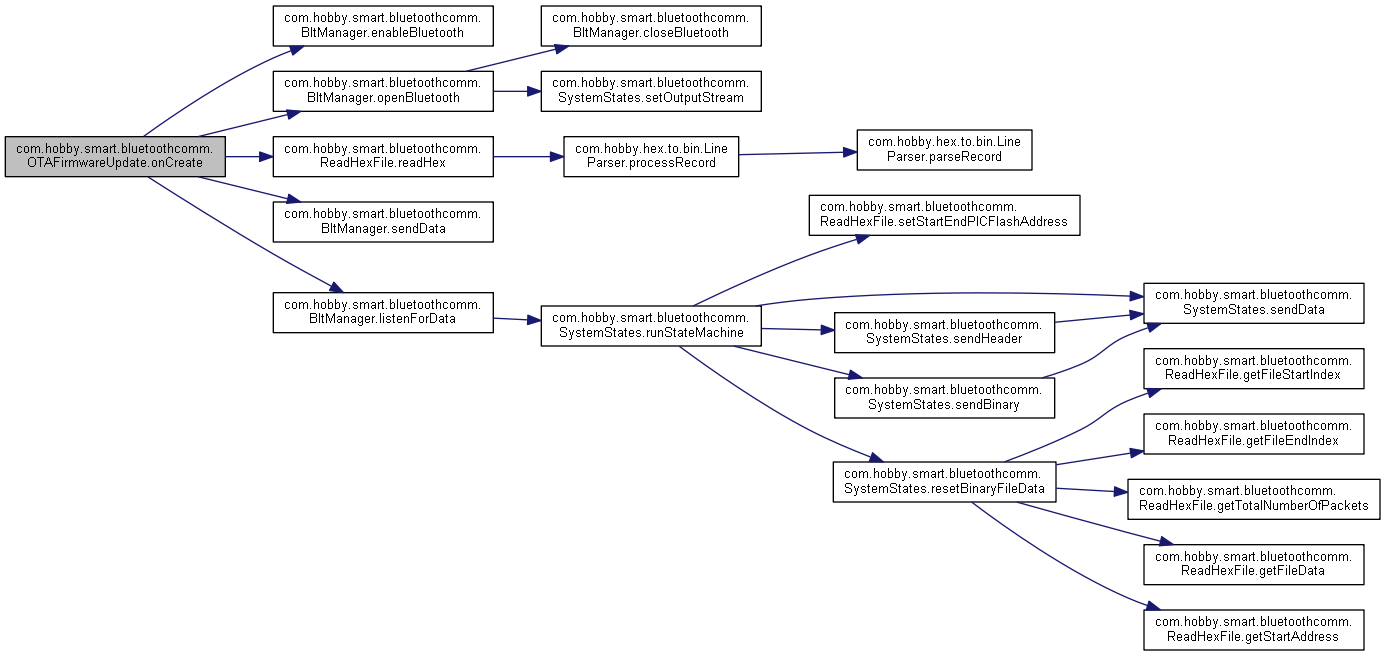 com.hobby.smart.bluetoothcomm.
BltManager.enableBluetooth
com.hobby.smart.bluetoothcomm.
BltManager.closeBluetooth
com.hobby.smart.bluetoothcomm.
BltManager.openBluetooth
com.hobby.smart.bluetoothcomm.
SystemStates.setOutputStream
com.hobby.smart.bluetoothcomm.
OTAFirmwareUpdate.onCreate
com.hobby.smart.bluetoothcomm.
ReadHexFile.readHex
com.hobby.hex.to.bin.Line
Parser.processRecord
com.hobby.hex.to.bin.Line
Parser.parseRecord
com.hobby.smart.bluetoothcomm.
BltManager.sendData
com.hobby.smart.bluetoothcomm.
ReadHexFile.setStartEndPICFlashAddress
com.hobby.smart.bluetoothcomm.
BltManager.listenForData
com.hobby.smart.bluetoothcomm.
SystemStates.runStateMachine
com.hobby.smart.bluetoothcomm.
SystemStates.sendData
com.hobby.smart.bluetoothcomm.
SystemStates.sendHeader
com.hobby.smart.bluetoothcomm.
ReadHexFile.getFileStartIndex
com.hobby.smart.bluetoothcomm.
SystemStates.sendBinary
com.hobby.smart.bluetoothcomm.
ReadHexFile.getFileEndIndex
com.hobby.smart.bluetoothcomm.
SystemStates.resetBinaryFileData
com.hobby.smart.bluetoothcomm.
ReadHexFile.getTotalNumberOfPackets
com.hobby.smart.bluetoothcomm.
ReadHexFile.getFileData
com.hobby.smart.bluetoothcomm.
ReadHexFile.getStartAddress